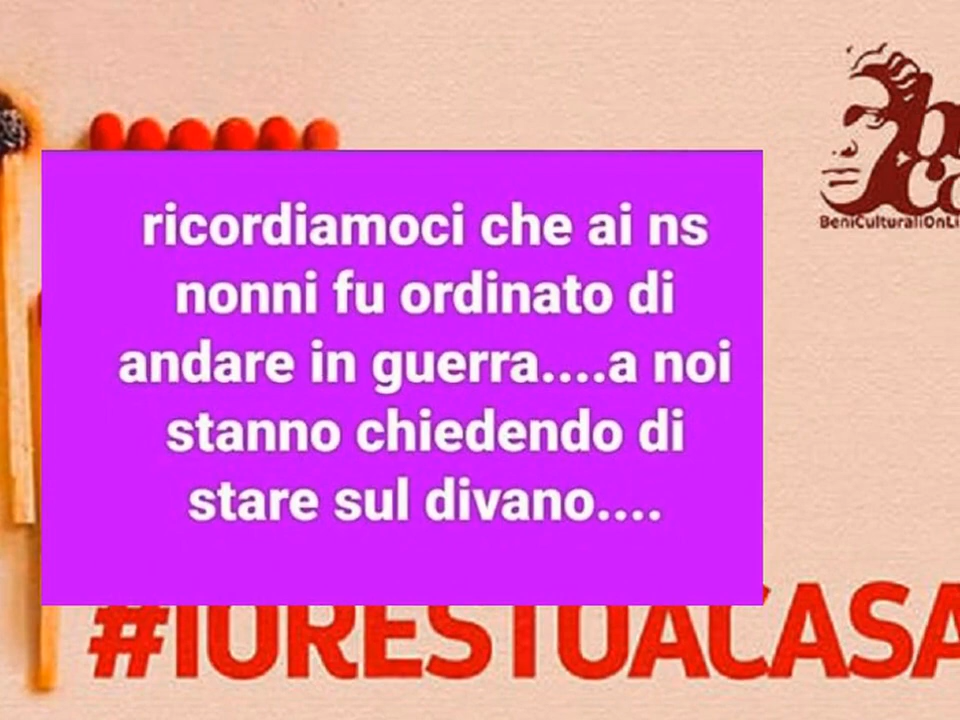 BeniCulturaliOnLi
ricordiamoci che ai ns
nonni fu ordinato di
andare in guerra....a noi
stanno chiedendo di
stare sul divano....
#IORESTOACASA